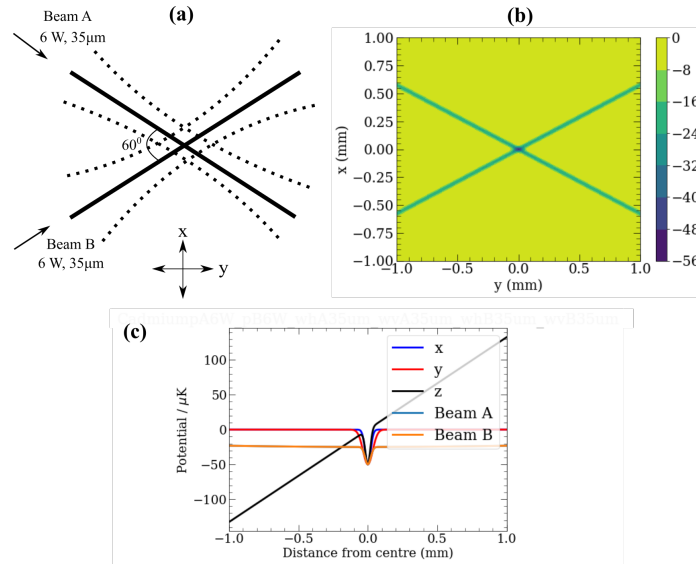 (a)
Beam A
6 W, 35μm
60⁰
Beam B
6 W, 35μm
x
y
(b)
1.00
0.75
0.50
0.25
0.00
−0.25
−0.50
−0.75
−1.00
x (mm)
−1.0 −0.5 0.0 0.5 1.0
y (mm)
0
−8
−16
−24
−32
−40
−48
−56
(c)
100
50
0
−50
−100
Potential / μK
−1.0 −0.5 0.0 0.5 1.0
Distance from centre (mm)
x
y
z
Beam A
Beam B